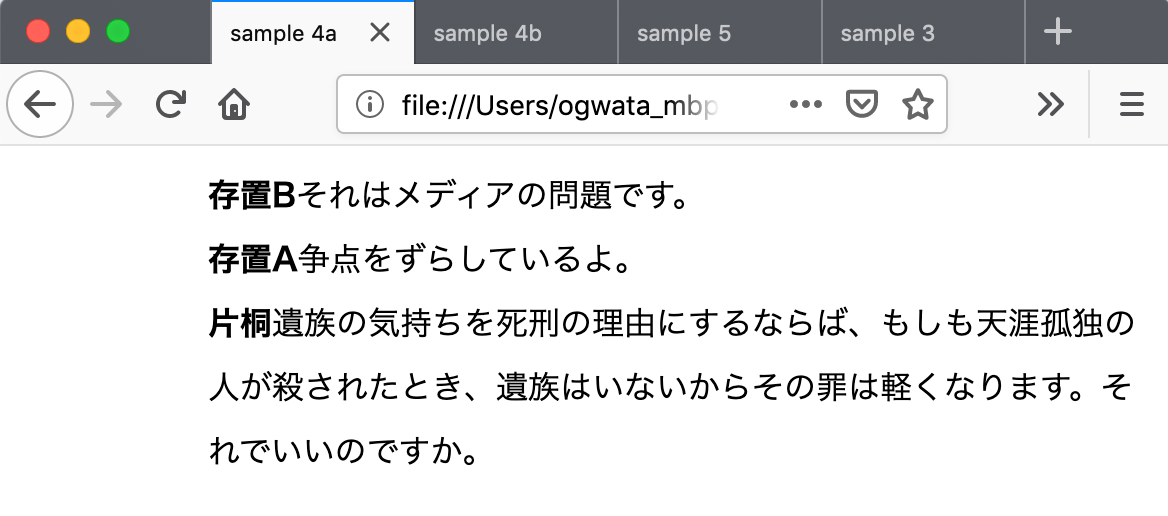 sample 4a
sample 4b
sample 5
sample 3
file:///Users/ogwata_mbp
存置Bそれはメディアの問題です。
存置A争点をずらしているよ。
片桐遺族の気持ちを死刑の理由にするならば、もしも天涯孤独の
人が殺されたとき、遺族はいないからその罪は軽くなります。そ
れでいいのですか。